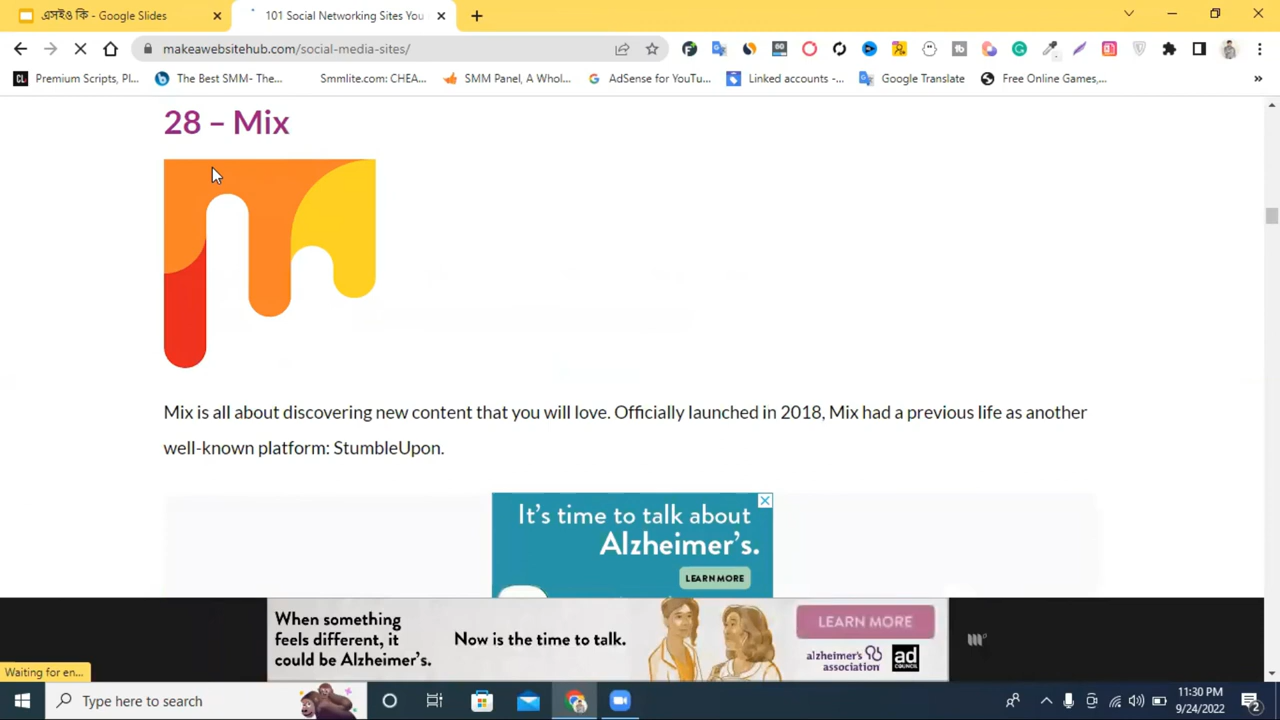 এসইও কি - Google Slides
101 Social Networking Sites You
makeawebsitehub.com/social-media-sites/
Premium Scripts, Pl...
The Best SMM- The...
Smmlite.com: CHEA...
SMM Panel, A Whol...
AdSense for YouTu...
Linked accounts -...
Google Translate
Free Online Games,...
»
28 – Mix
Mix is all about discovering new content that you will love. Officially launched in 2018, Mix had a previous life as another
well-known platform: StumbleUpon.
It's time to talk about
Alzheimer's.
LEARN MORE
When something
feels different, it
could be Alzheimer's.
Now is the time to talk.
LEARN MORE
alzheimer's
association
ad
COUNCIL
Waiting for en...
Type here to search
11:30 PM
9/24/2022
2